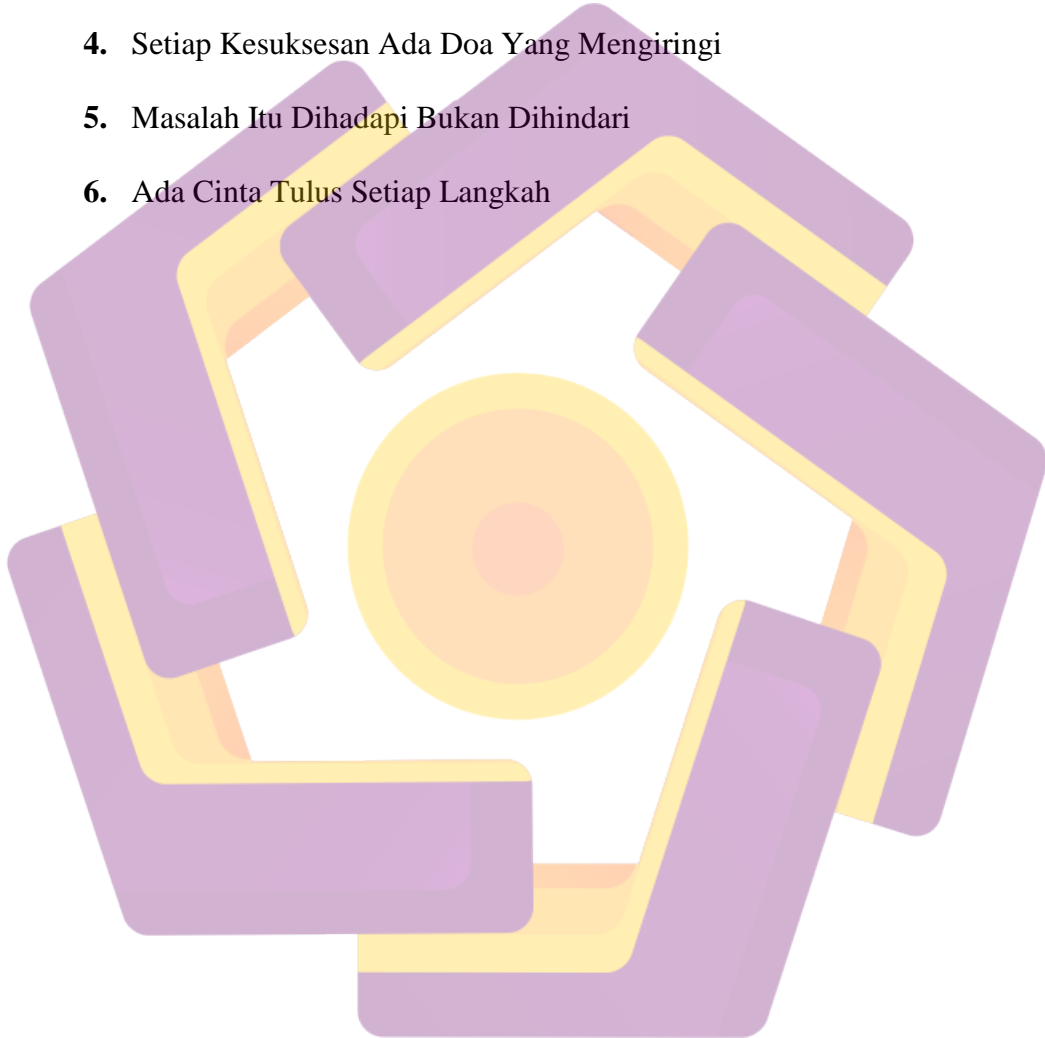 4. Setiap Kesuksesan Ada Doa Yang Mengiringi
5. Masalah Itu Dihadapi Bukan Dihindari
6. Ada Cinta Tulus Setiap Langkah